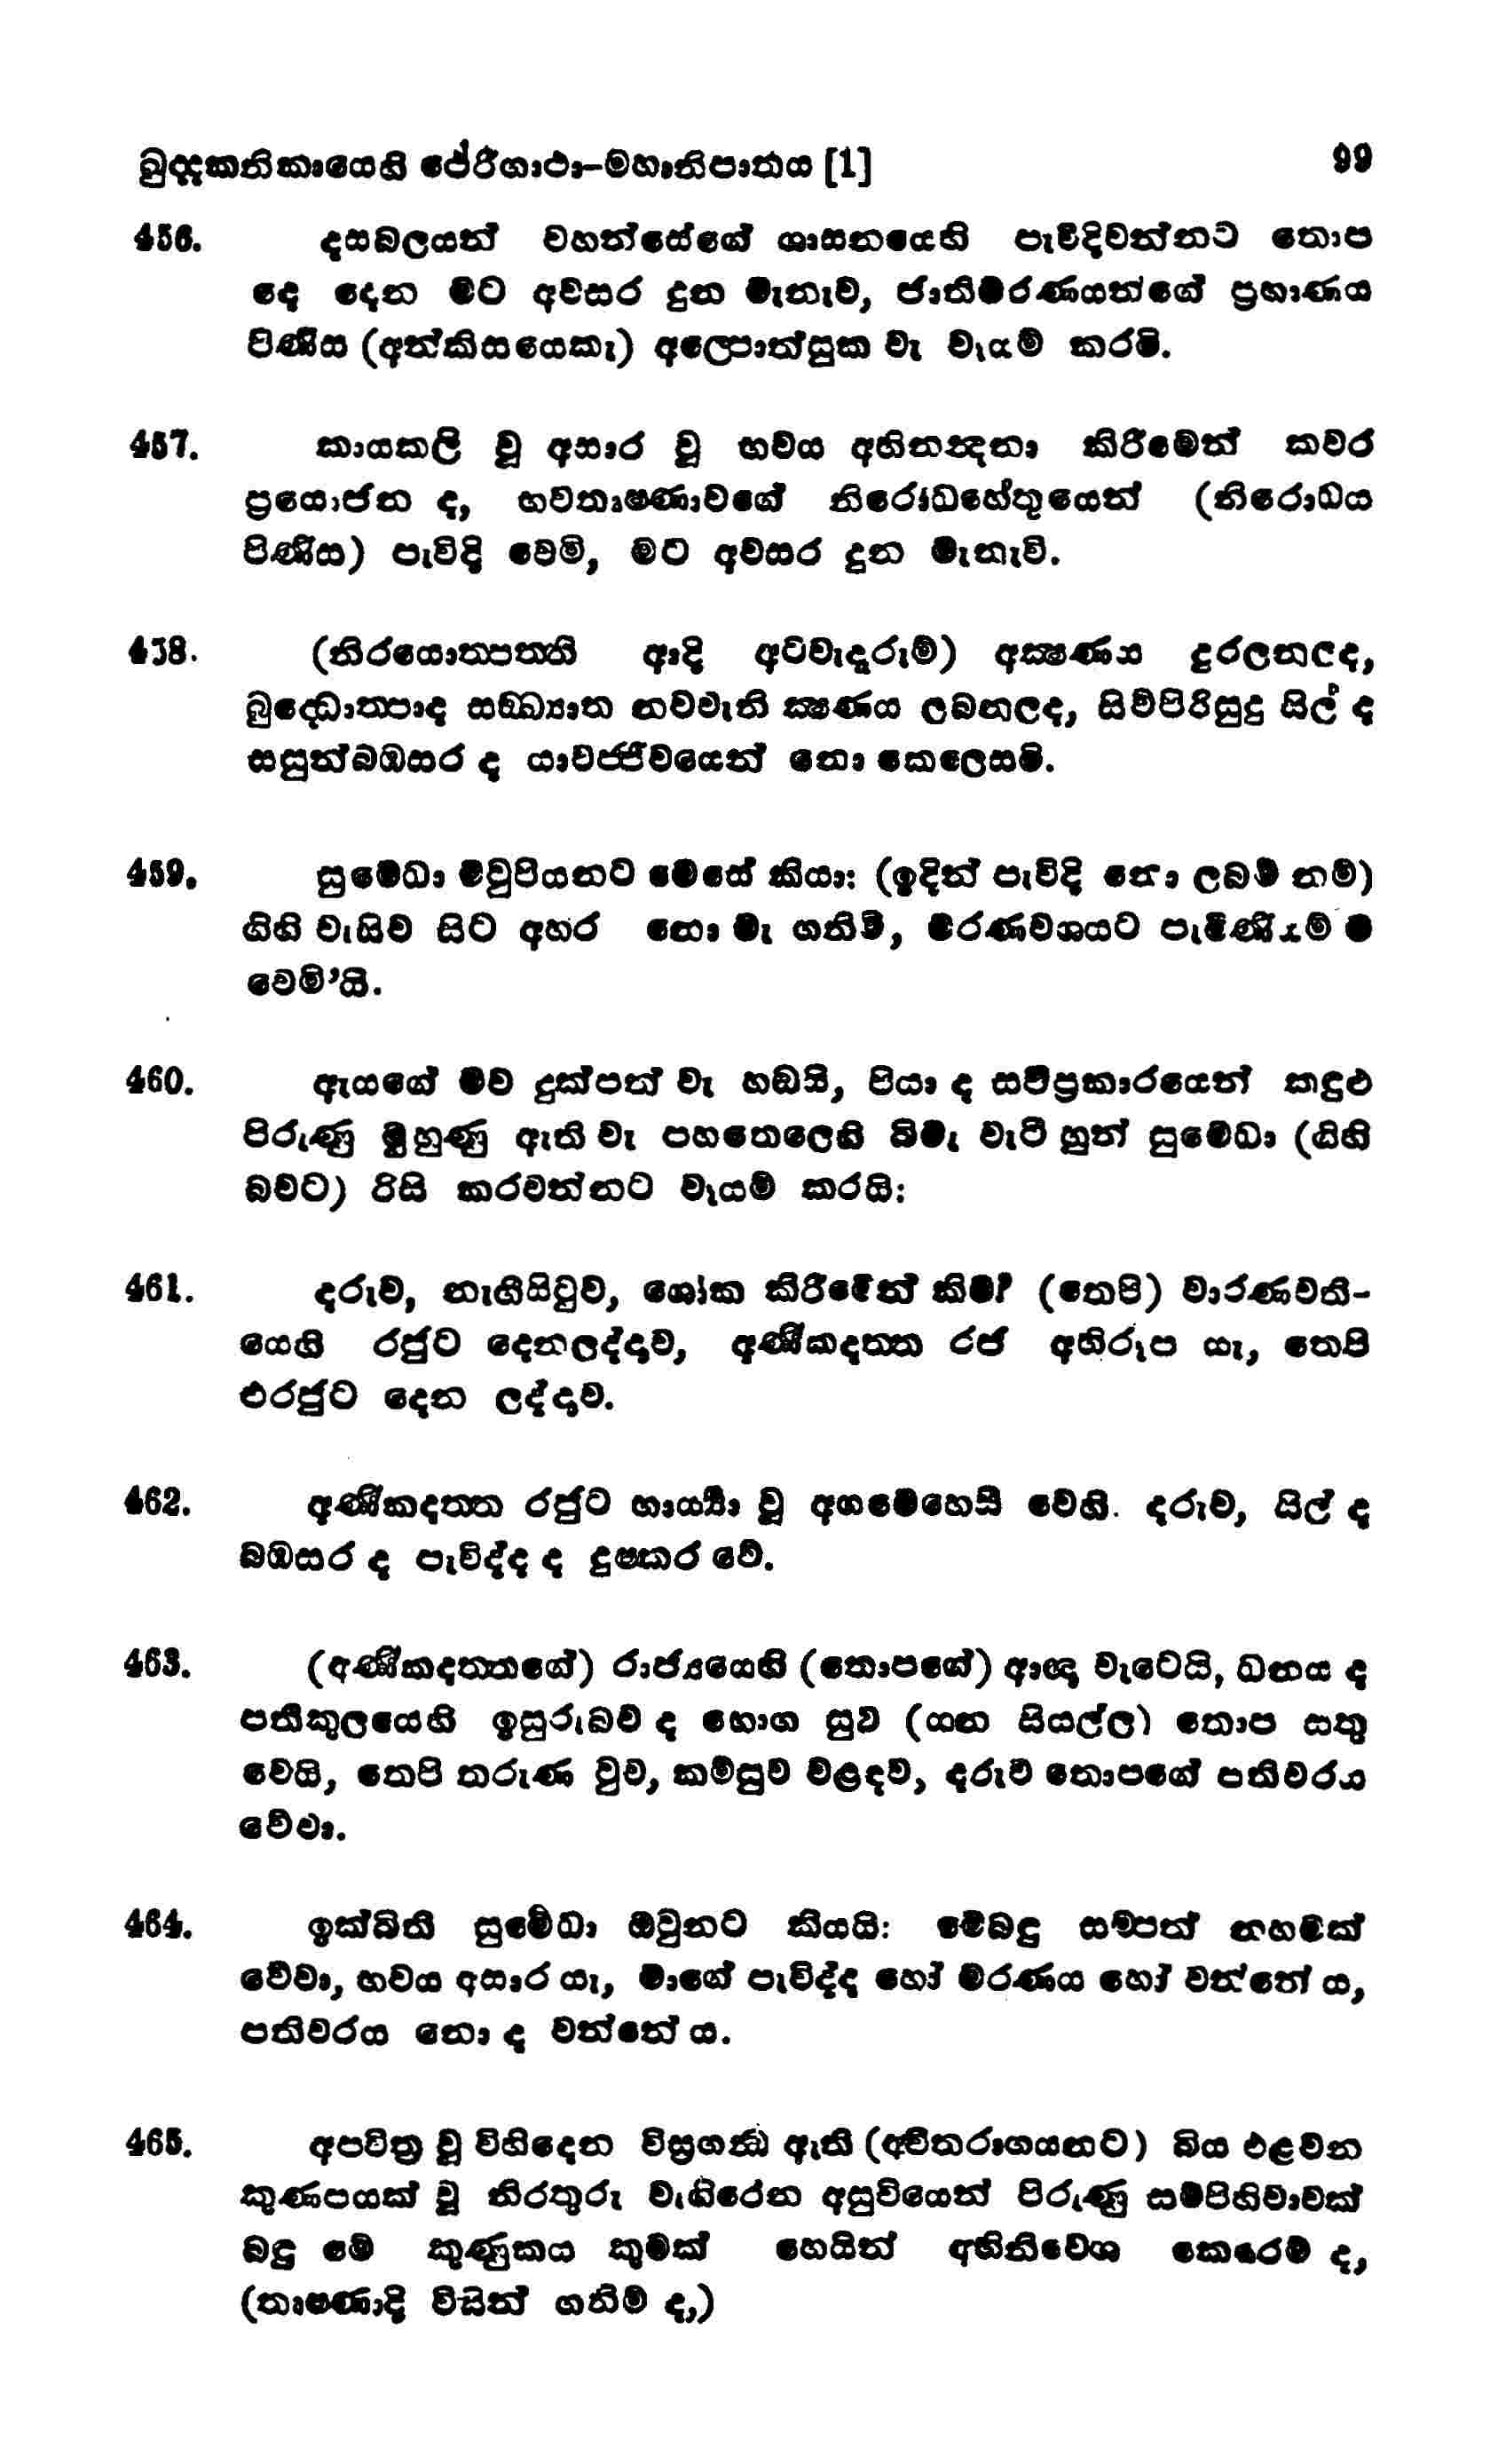 ඛුද්දකනිකායෙහි ථේරීගාථා-මහානිපාතය [1] 99
456. දසබලයන් වහන්සේගේ ශාසනයෙහි පැවිදිවන්නට තොප
දෙ දෙන මට අවසර දුන මැනැව, ජාතිමරණයන්ගේ ප්‍රහාණය
පිණිස (අන්කිසයෙකැ) අල්පොත්සුක වැ වෑයම් කරමි.
457. කායකලි වූ අසාර වූ භවය අභිනන්දනා කිරීමෙන් කවර
ප්‍රයොජන ද, භවතෘෂ්ණාවගේ නිරෝධහේතුයෙන් (නිරොධය
පිණිස) පැවිදි වෙමි, මට අවසර දුන මැනැවි.
458. (නිරයොත්පත්ති ආදි අටවැදෑරුම්) අක්ෂණය දුරලනලද,
බුද්ධොත්පාද සඞ්ඛ්‍යාත නවවැනි ක්ෂණය ලබනලද, සිව්පිරිසුදු සිල් ද
සසුන්බඹසර ද යාවජ්ජීවයෙන් නො කෙලෙසමි.
459. සුමෙධා මවුපියනට මෙසේ කියා: (ඉදින් පැවිදි නො ලබම් නම්)
ගිහි වැසිව සිට අහර නො මැ ගනිමි, මරණවශයට පැමිණියෙම් ම
වෙමි’යි.
460. ඇයගේ මව දුක්පත් වැ හඬයි, පියා ද සර්‍වප්‍රකාරයෙන් කඳුළු
පිරුණු මුහුණු ඇති වැ පහතෙලෙහි බිමැ වැටී හුන් සුමෙධා (ගිහි
බවට) රිසි කරවන්නට වෑයම් කරයි:
461. දරුව, නැගීසිටුව, ශෝක කිරීමෙන් කිම? (තෙපි) වාරණවති-
යෙහි රජුට දෙනලද්දාව, අණීකදත්ත රජ අභිරූප යැ, තෙපි
එරජුට දෙන ලද්දාව.
462. අණීකදත්ත රජුට භාර්‍ය්‍යා වූ අගමෙහෙසි වෙහි. දරුව, සිල් ද
බඹසර ද පැවිද්ද ද දුෂ්කර වේ.
463. (අණීකදත්තගේ) රාජ්‍යයෙහි (තොපගේ) ආඥා වැටෙයි, ධනය ද
පතිකුලයෙහි ඉසුරුබව ද භොග සුව (යන සියල්ල) තොප සතු
වෙයි, තෙපි තරුණ වුව, කම්සුව වළඳව, දරුව තොපගේ පතිවරය
වේවා.
464. ඉක්බිති සුමේධා ඔවුනට කියයි: මෙබඳු සම්පත් නහමක්
වේවා, භවය අසාර යැ, මාගේ පැවිද්ද හෝ මරණය හෝ වන්නේ ය,
පතිවරය නො ද වන්නේ ය.
465. අපවිත්‍ර වූ විහිදෙන විස්‍රගන්ධ ඇති (අවීතරාගයනට) බිය එළවන
කුණපයක් වූ නිරතුරු වැගිරෙන අසුවියෙන් පිරුණු සම්පිහිවාවක්
බඳු මේ කුණුකය කුමක් හෙයින් අභිනිවේශ කෙරෙම් ද,
(තෘෂ්ණාදි විසින් ගනිම් ද,)